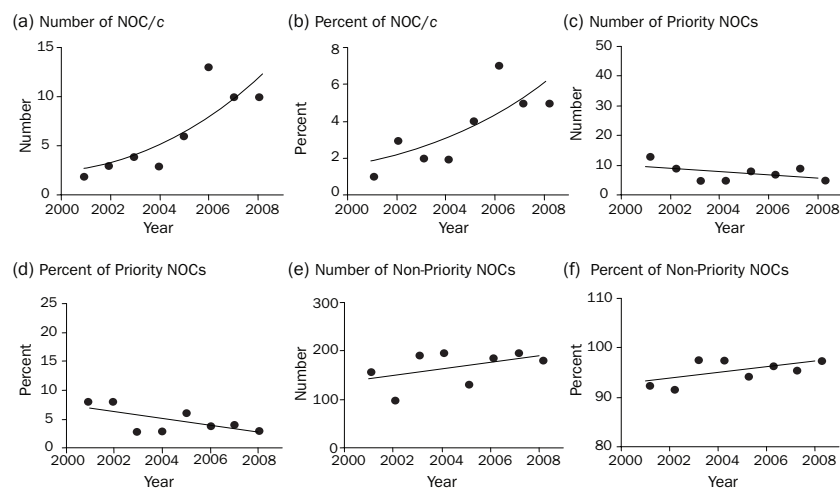 (a) Number of NOC/c
15
10
5
0
Number
2000 2002 2004 2006 2008
Year
(b) Percent of NOC/c
8
6
4
2
0
Percent
2000 2002 2004 2006 2008
Year
(c) Number of Priority NOCs
50
40
30
20
10
0
Number
2000 2002 2004 2006 2008
Year
(d) Percent of Priority NOCs
25
20
15
10
5
0
Percent
2000 2002 2004 2006 2008
Year
(e) Number of Non-Priority NOCs
300
200
100
0
Number
2000 2002 2004 2006 2008
Year
(f) Percent of Non-Priority NOCs
110
100
90
80
Percent
2000 2002 2004 2006 2008
Year